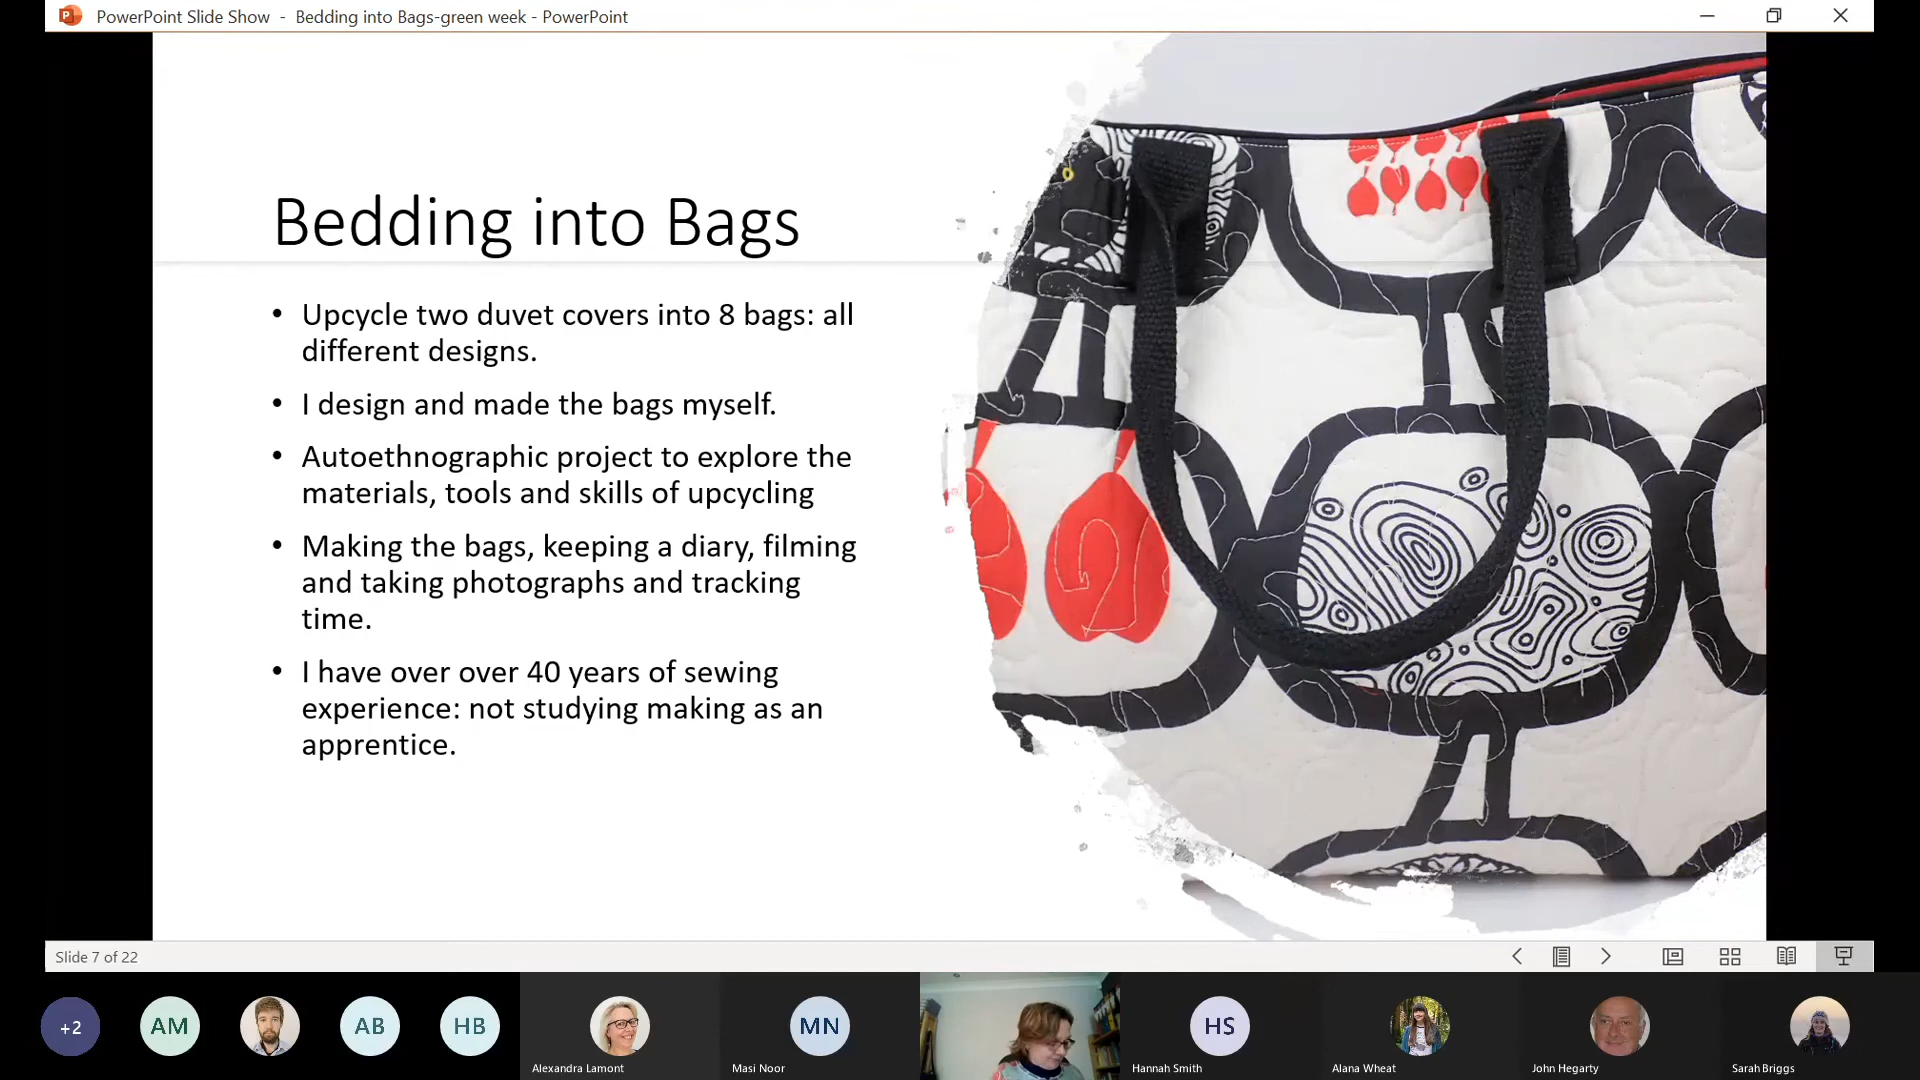 PowerPoint Slide Show - Bedding into Bags-green week - PowerPoint
Bedding into Bags
• Upcycle two duvet covers into 8 bags: all
different designs.
• I design and made the bags myself.
• Autoethnographic project to explore the
materials, tools and skills of upcycling
• Making the bags, keeping a diary, filming
and taking photographs and tracking
time.
• I have over over 40 years of sewing
experience: not studying making as an
apprentice.
Slide 7 of 22
+2
AM
AB
HB
MN
HS
Alexandra Lamont
Masi Noor
Hannah Smith
Alana Wheat
John Hegarty
Sarah Briggs